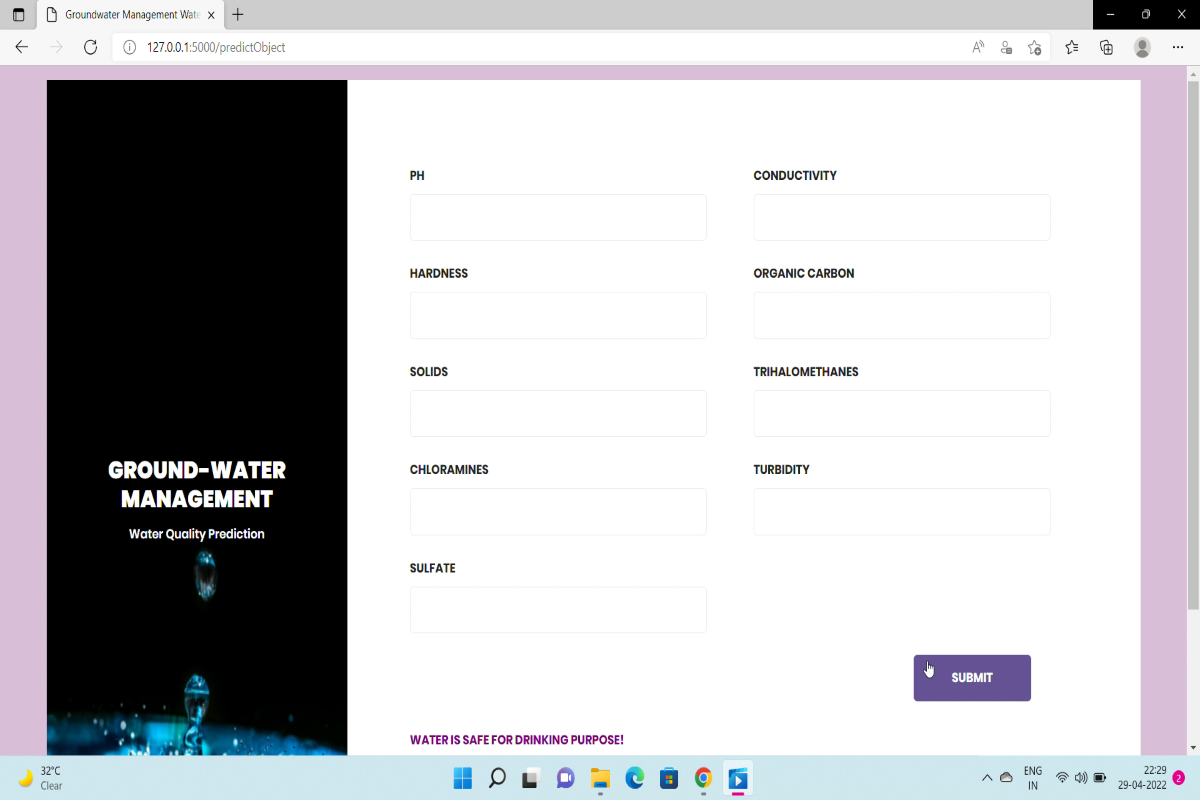 Groundwater Management Wate
127.0.0.1:5000/predictObject
GROUND-WATER
MANAGEMENT
Water Quality Prediction
PH
CONDUCTIVITY
HARDNESS
ORGANIC CARBON
SOLIDS
TRIHALOMETHANES
CHLORAMINES
TURBIDITY
SULFATE
SUBMIT
WATER IS SAFE FOR DRINKING PURPOSE!
32°C
Clear
ENG
IN
22:29
29-04-2022
2